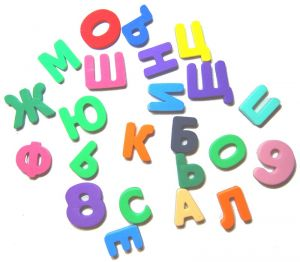 О Ь
М Ш Н Ц
Ж Ю И Щ
Ф Ь К Б
Ь О 9
8 С А Л